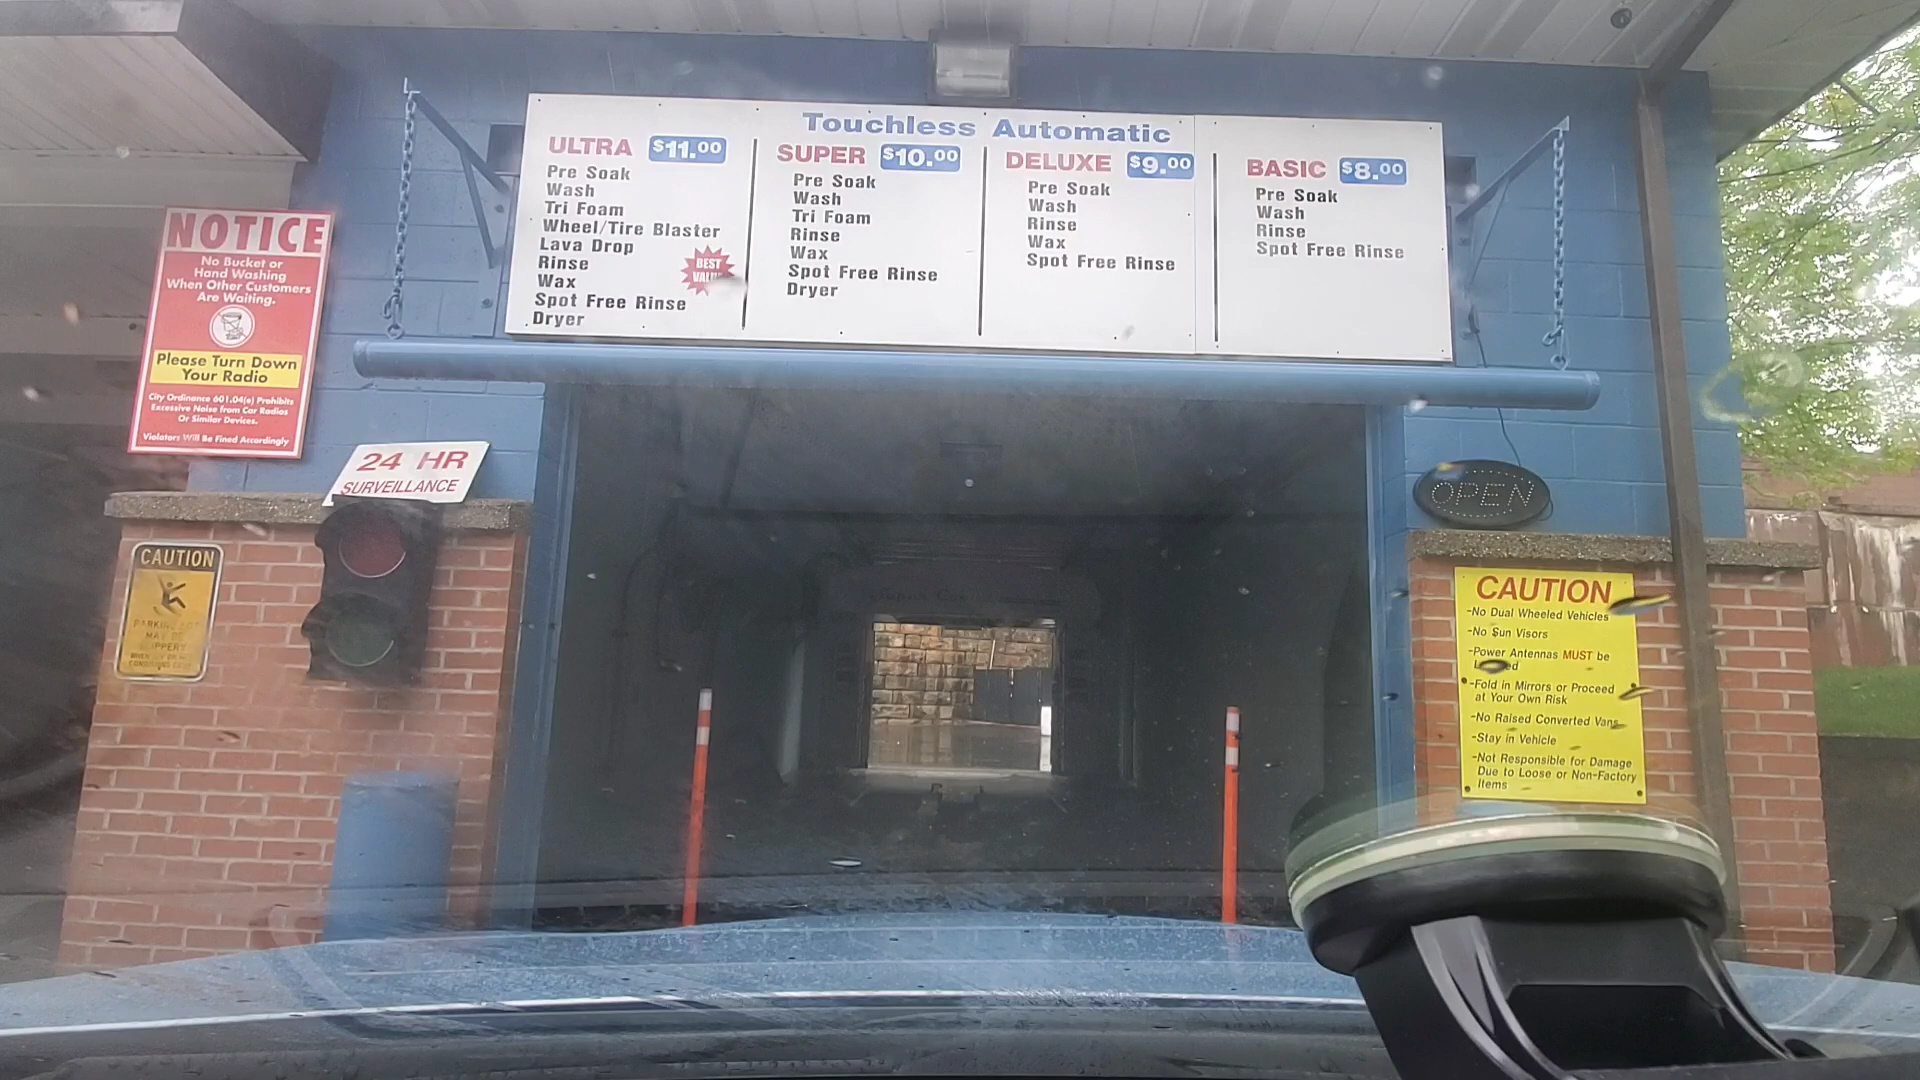 Touchless Automatic
ULTRA $11.00
Pre Soak
Wash
Tri Foam
Wheel/Tire Blaster
Lava Drop
Rinse
Wax
Spot Free Rinse
Dryer
BEST
VALUE
SUPER $10.00
Pre Soak
Wash
Tri Foam
Rinse
Wax
Spot Free Rinse
Dryer
DELUXE $9.00
Pre Soak
Wash
Rinse
Wax
Spot Free Rinse
BASIC $8.00
Pre Soak
Wash
Rinse
Spot Free Rinse
NOTICE
No Bucket or
Hand Washing
When Other Customers
Are Waiting.
Please Turn Down
Your Radio
City Ordinance 601.04(e) Prohibits
Excessive Noise from Car Radios
Or Similar Devices.
Violators Will Be Fined Accordingly
24 HR
SURVEILLANCE
CAUTION
PARKING LOT
MAY BE
SLIPPERY
OPEN
CAUTION
-No Dual Wheeled Vehicles
-No Sun Visors
-Power Antennas MUST be
-Fold in Mirrors or Proceed
at Your Own Risk
-No Raised Converted Vans
-Stay in Vehicle
-Not Responsible for Damage
Due to Loose or Non-Factory
Items